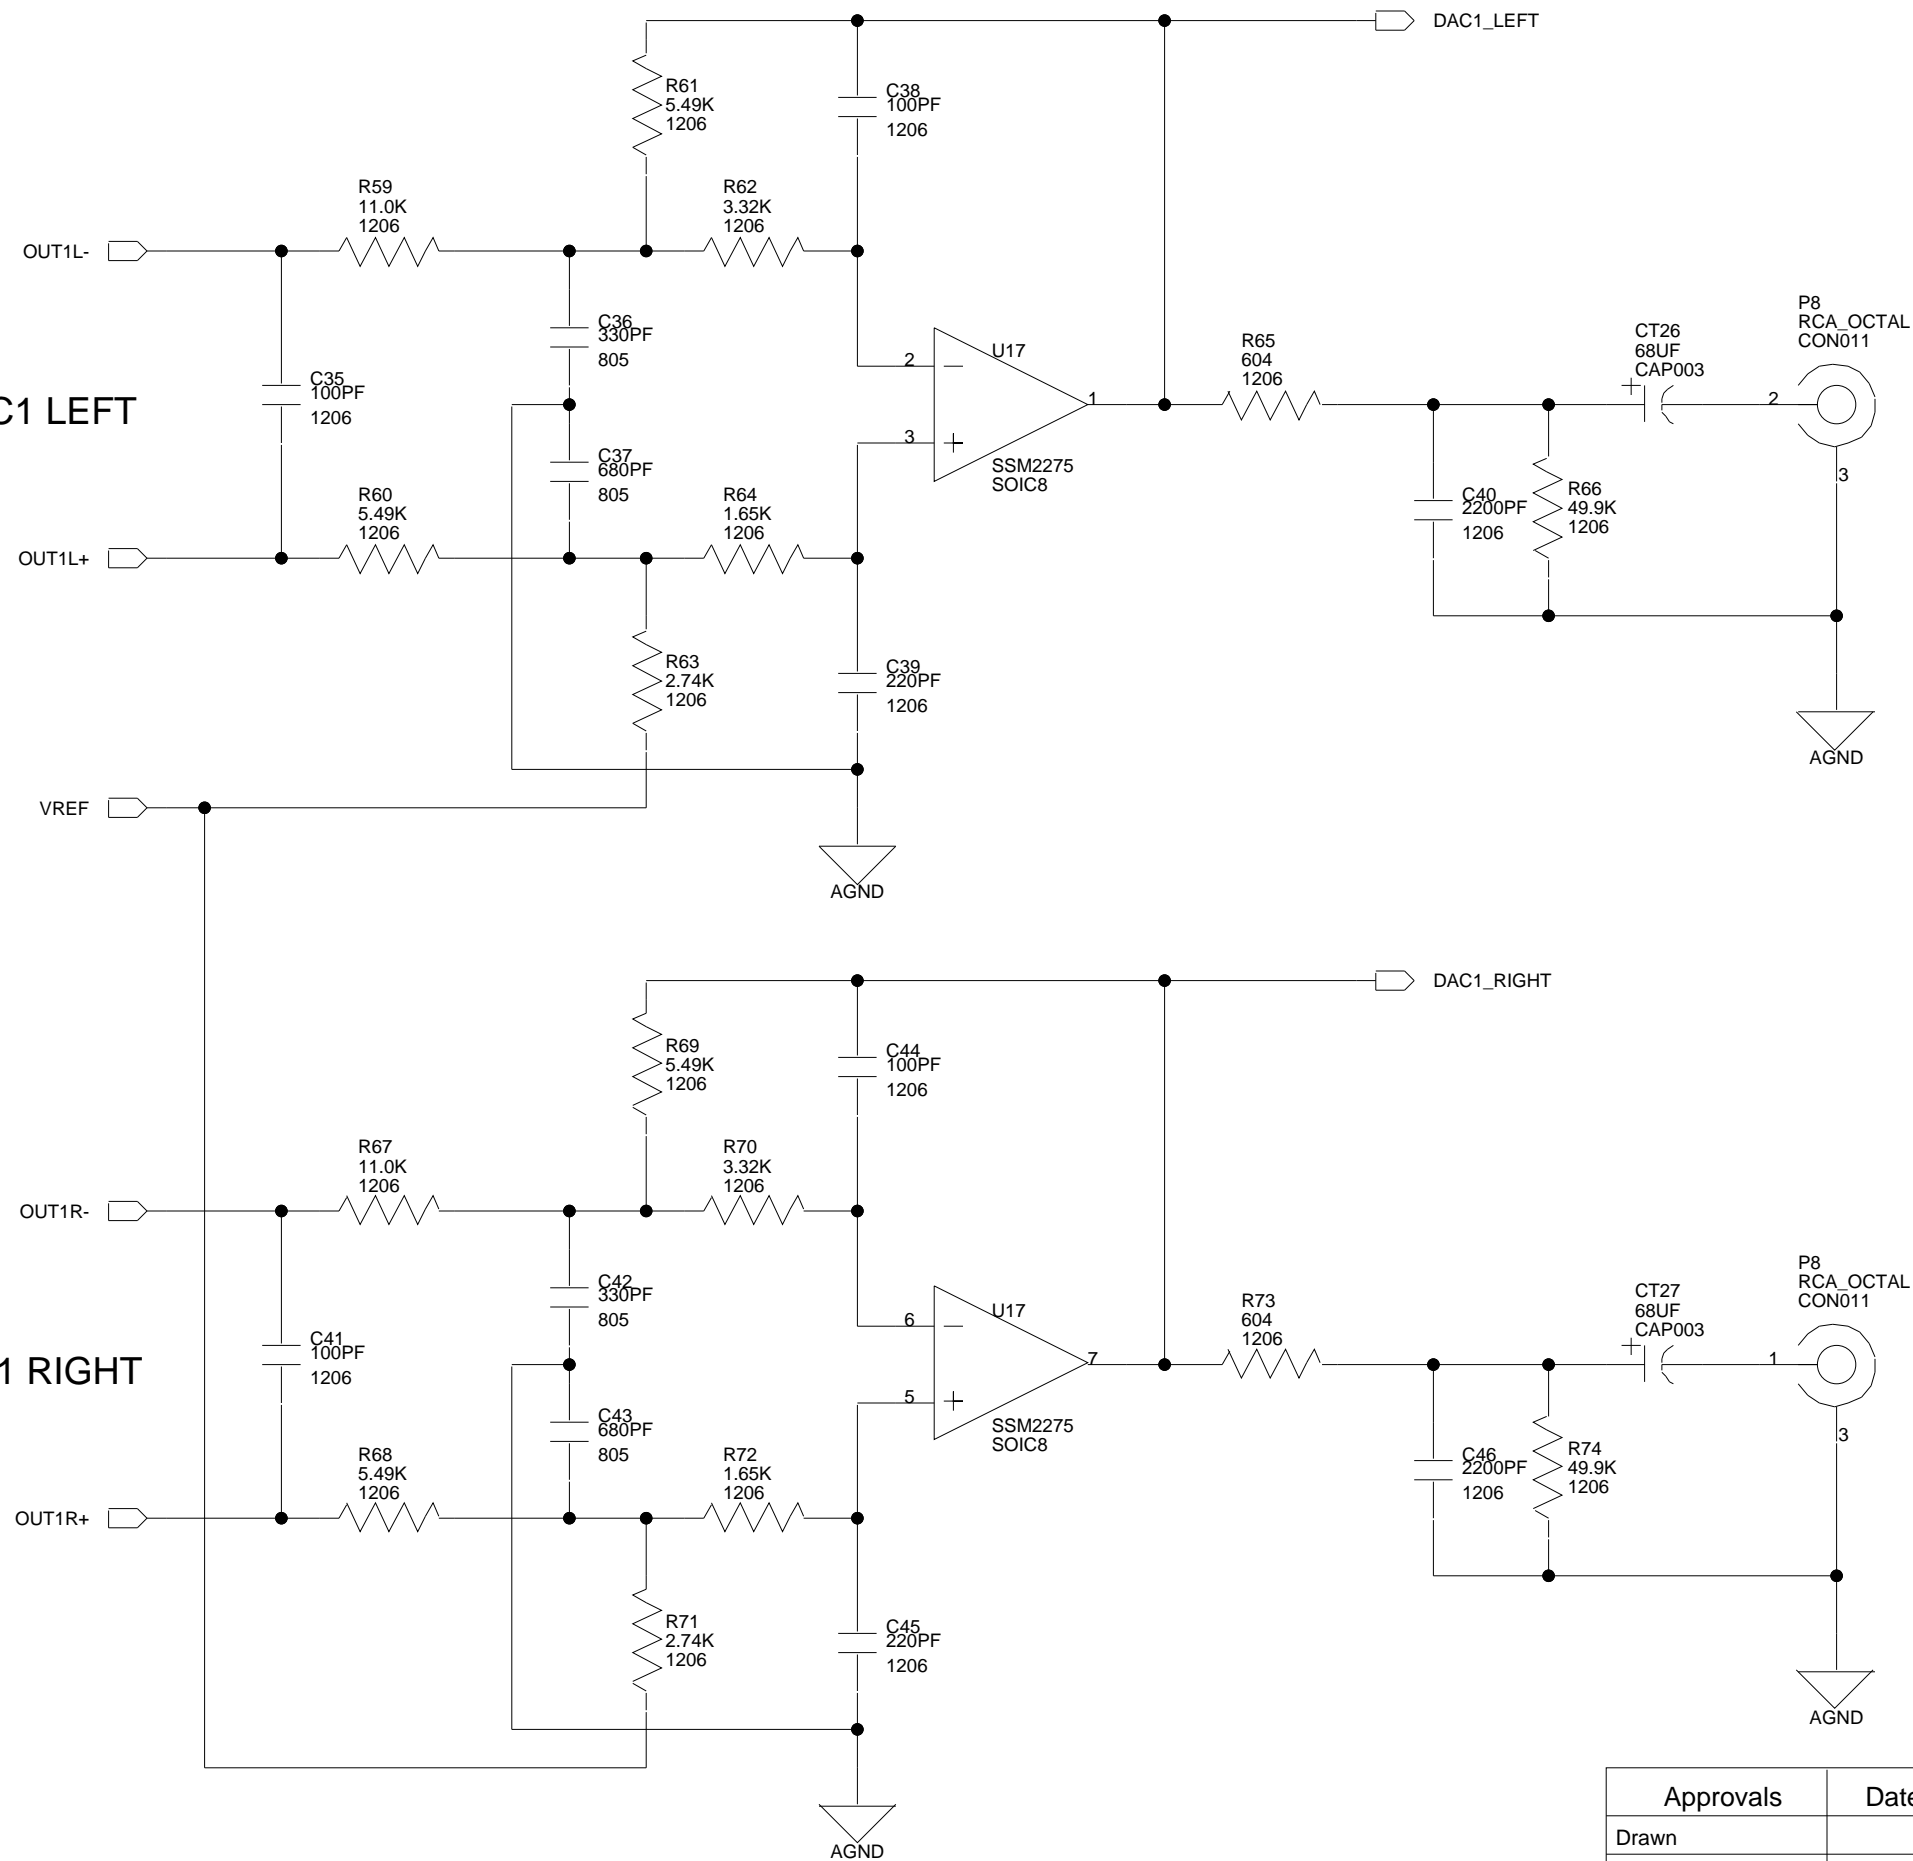 DAC1_LEFT
R61
5.49K
1206
C38
100PF
1206
R59
11.0K
1206
R62
3.32K
1206
OUT1L-
C36
330PF
805
C35
100PF
1206
C1 LEFT
2
U17
1
3
SSM2275
SOIC8
R65
604
1206
CT26
68UF
CAP003
P8
RCA_OCTAL
CON011
2
3
C37
680PF
805
R60
5.49K
1206
R64
1.65K
1206
C40
2200PF
1206
R66
49.9K
1206
OUT1L+
R63
2.74K
1206
C39
220PF
1206
AGND
VREF
AGND
DAC1_RIGHT
R69
5.49K
1206
C44
100PF
1206
R67
11.0K
1206
R70
3.32K
1206
OUT1R-
C42
330PF
805
C41
100PF
1206
1 RIGHT
6
U17
7
5
SSM2275
SOIC8
R73
604
1206
CT27
68UF
CAP003
P8
RCA_OCTAL
CON011
1
3
C43
680PF
805
R68
5.49K
1206
R72
1.65K
1206
C46
2200PF
1206
R74
49.9K
1206
OUT1R+
R71
2.74K
1206
C45
220PF
1206
AGND
AGND
Approvals
Date
Drawn